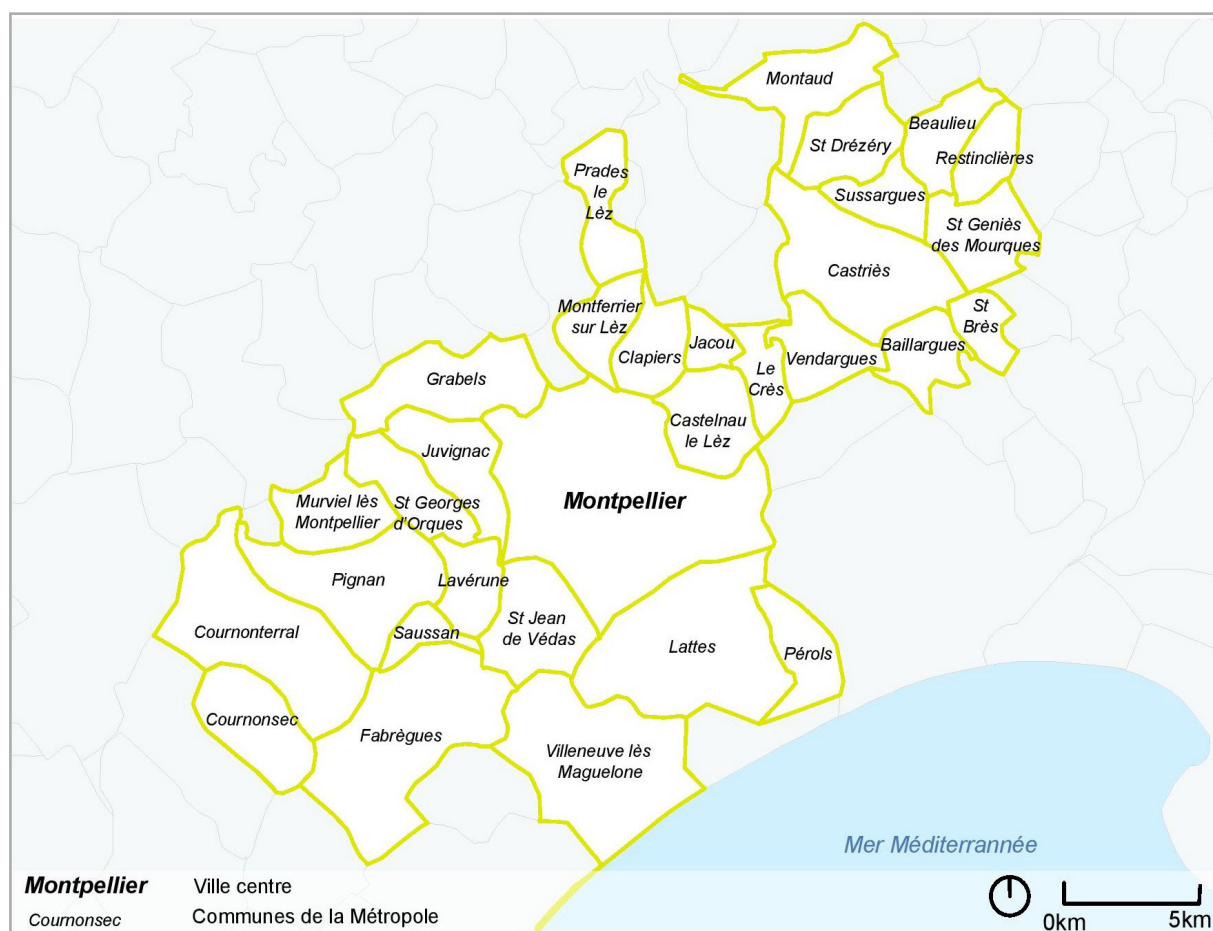 Montaud
Beaulieu
St Drézéry
Restinclières
Prades
le
Lèz
Sussargues
St Geniès
des Mourques
Castriès
Montferrier
sur Lèz
St
Brès
Jacou
Clapiers
Vendargues
Baillargues
Le
Crès
Grabels
Castelnau
le Lèz
Juvignac
Montpellier
Murviel lès
Montpellier
St Georges
d'Orques
Pignan
Lavérune
Cournonterral
Saussan
St Jean
de Védas
Lattes
Pérols
Cournonsec
Fabrègues
Villeneuve lès
Maguelone
Mer Méditerrannée
Montpellier Ville centre
Cournonsec Communes de la Métropole
0km 5km